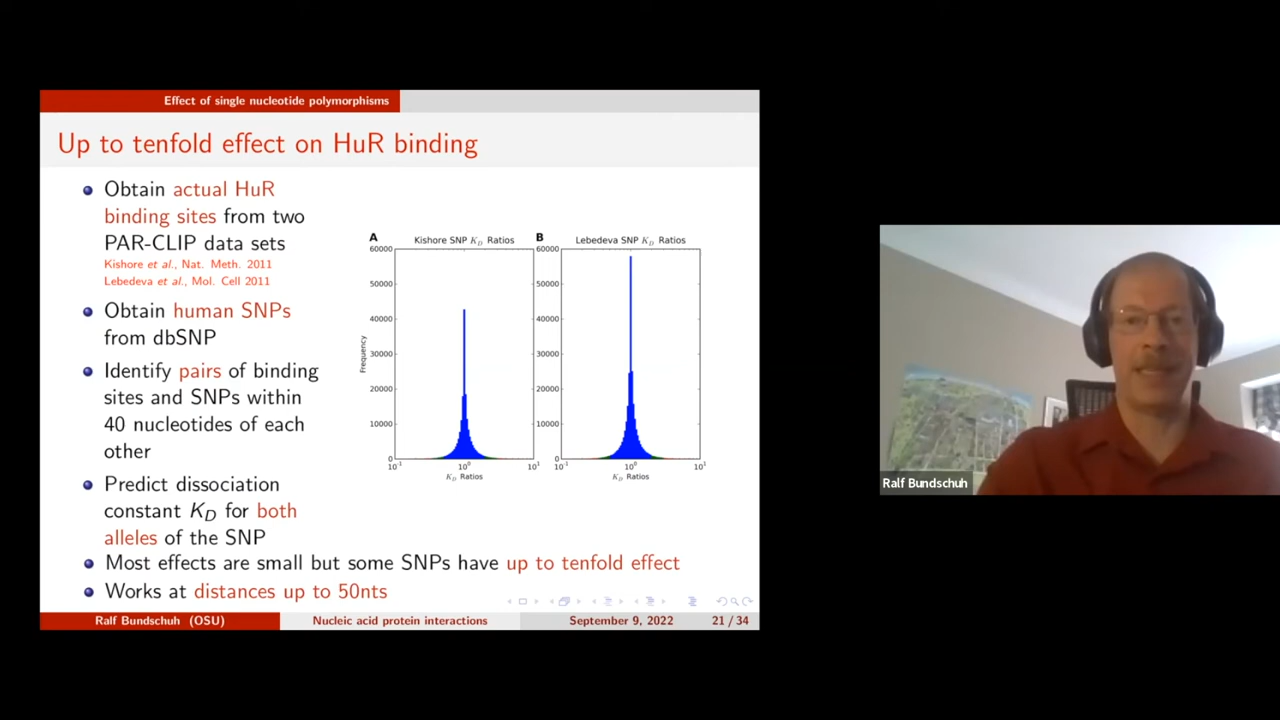 Effect of single nucleotide polymorphisms
Up to tenfold effect on HuR binding
Obtain actual HuR
binding sites from two
PAR-CLIP data sets
Kishore et al., Nat. Meth. 2011
Lebedeva et al., Mol. Cell 2011
Obtain human SNPs
from dbSNP
Identify pairs of binding
sites and SNPs within
40 nucleotides of each
other
Predict dissociation
constant K_D for both
alleles of the SNP
Most effects are small but some SNPs have up to tenfold effect
Works at distances up to 50nts
A
Kishore SNP K_D Ratios
60000
50000
40000
30000
20000
10000
0
Frequency
10^-1 10^0 10^1
K_D Ratios
B
Lebedeva SNP K_D Ratios
60000
50000
40000
30000
20000
10000
0
10^-1 10^0 10^1
K_D Ratios
Ralf Bundschuh (OSU) Nucleic acid protein interactions September 9, 2022 21 / 34
Ralf Bundschuh